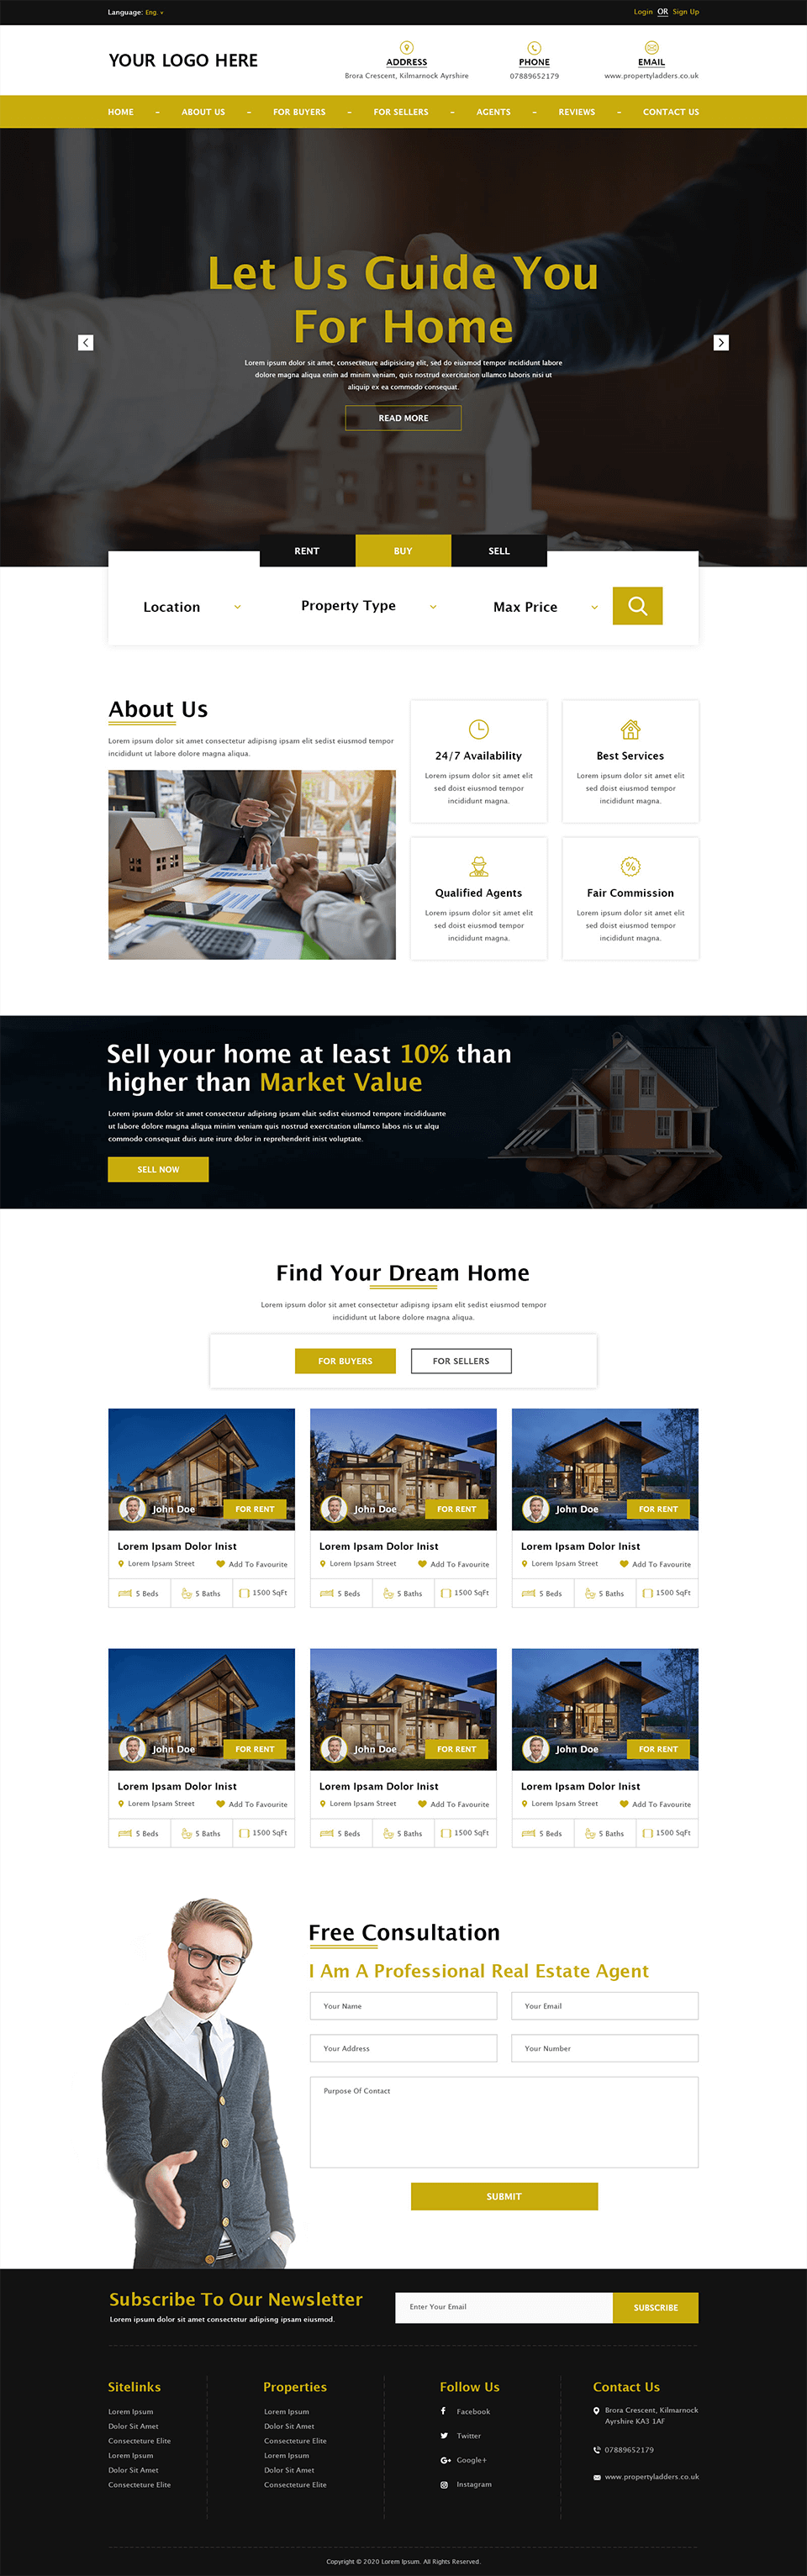 Language: Eng.
Login OR Sign Up
YOUR LOGO HERE
ADDRESS
Brora Crescent, Kilmarnock Ayrshire
PHONE
07889652179
EMAIL
www.propertyladders.co.uk
HOME – ABOUT US – FOR BUYERS – FOR SELLERS – AGENTS – REVIEWS – CONTACT US
Let Us Guide You
For Home
Lorem ipsum dolor sit amet, consecteture adipisicing elit, sed do eiusmod tempor incididunt labore
dolore magna aliqua enim ad minim veniam, quis nostrud exercitation ullamco laboris nisi ut
aliquip ex ea commodo consequat.
READ MORE
RENT
BUY
SELL
Location
Property Type
Max Price
About Us
Lorem ipsum dolor sit amet consectetur adipisng ipsam elit sedist eiusmod tempor
incididunt ut labore dolore magna aliqua.
24/7 Availability
Lorem ipsum dolor sit amet elit
sed doist eiusmod tempor
incididunt magna.
Best Services
Lorem ipsum dolor sit amet elit
sed doist eiusmod tempor
incididunt magna.
Qualified Agents
Lorem ipsum dolor sit amet elit
sed doist eiusmod tempor
incididunt magna.
Fair Commission
Lorem ipsum dolor sit amet elit
sed doist eiusmod tempor
incididunt magna.
Sell your home at least 10% than
higher than Market Value
Lorem ipsum dolor sit amet consectetur adipisng ipsam elait sedist eiusmod tempore incididuante
ut labore dolore magna aliqua minim veniam quis nostrud exercitation ullamco labos nis ut alqu
commodo consequat duis aute irure dolor in reprehenderit inist voluptate.
SELL NOW
Find Your Dream Home
Lorem ipsum dolor sit amet consectetur adipisng ipsam elit sedist eiusmod tempor
incididunt ut labore dolore magna aliqua.
FOR BUYERS
FOR SELLERS
John Doe
FOR RENT
Lorem Ipsam Dolor Inist
Lorem Ipsam Street
Add To Favourite
5 Beds
5 Baths
1500 SqFt
John Doe
FOR RENT
Lorem Ipsam Dolor Inist
Lorem Ipsam Street
Add To Favourite
5 Beds
5 Baths
1500 SqFt
John Doe
FOR RENT
Lorem Ipsam Dolor Inist
Lorem Ipsam Street
Add To Favourite
5 Beds
5 Baths
1500 SqFt
John Doe
FOR RENT
Lorem Ipsam Dolor Inist
Lorem Ipsam Street
Add To Favourite
5 Beds
5 Baths
1500 SqFt
John Doe
FOR RENT
Lorem Ipsam Dolor Inist
Lorem Ipsam Street
Add To Favourite
5 Beds
5 Baths
1500 SqFt
John Doe
FOR RENT
Lorem Ipsam Dolor Inist
Lorem Ipsam Street
Add To Favourite
5 Beds
5 Baths
1500 SqFt
Free Consultation
I Am A Professional Real Estate Agent
Your Name
Your Email
Your Address
Your Number
Purpose Of Contact
SUBMIT
Subscribe To Our Newsletter
Lorem ipsum dolor sit amet consectetur adipisng ipsam eiusmod.
Enter Your Email
SUBSCRIBE
Sitelinks
Lorem Ipsum
Dolor Sit Amet
Consecteture Elite
Lorem Ipsum
Dolor Sit Amet
Consecteture Elite
Properties
Lorem Ipsum
Dolor Sit Amet
Consecteture Elite
Lorem Ipsum
Dolor Sit Amet
Consecteture Elite
Follow Us
Facebook
Twitter
Google+
Instagram
Contact Us
Brora Crescent, Kilmarnock
Ayrshire KA3 1AF
07889652179
www.propertyladders.co.uk
Copyright © 2020 Lorem Ipsum. All Rights Reserved.